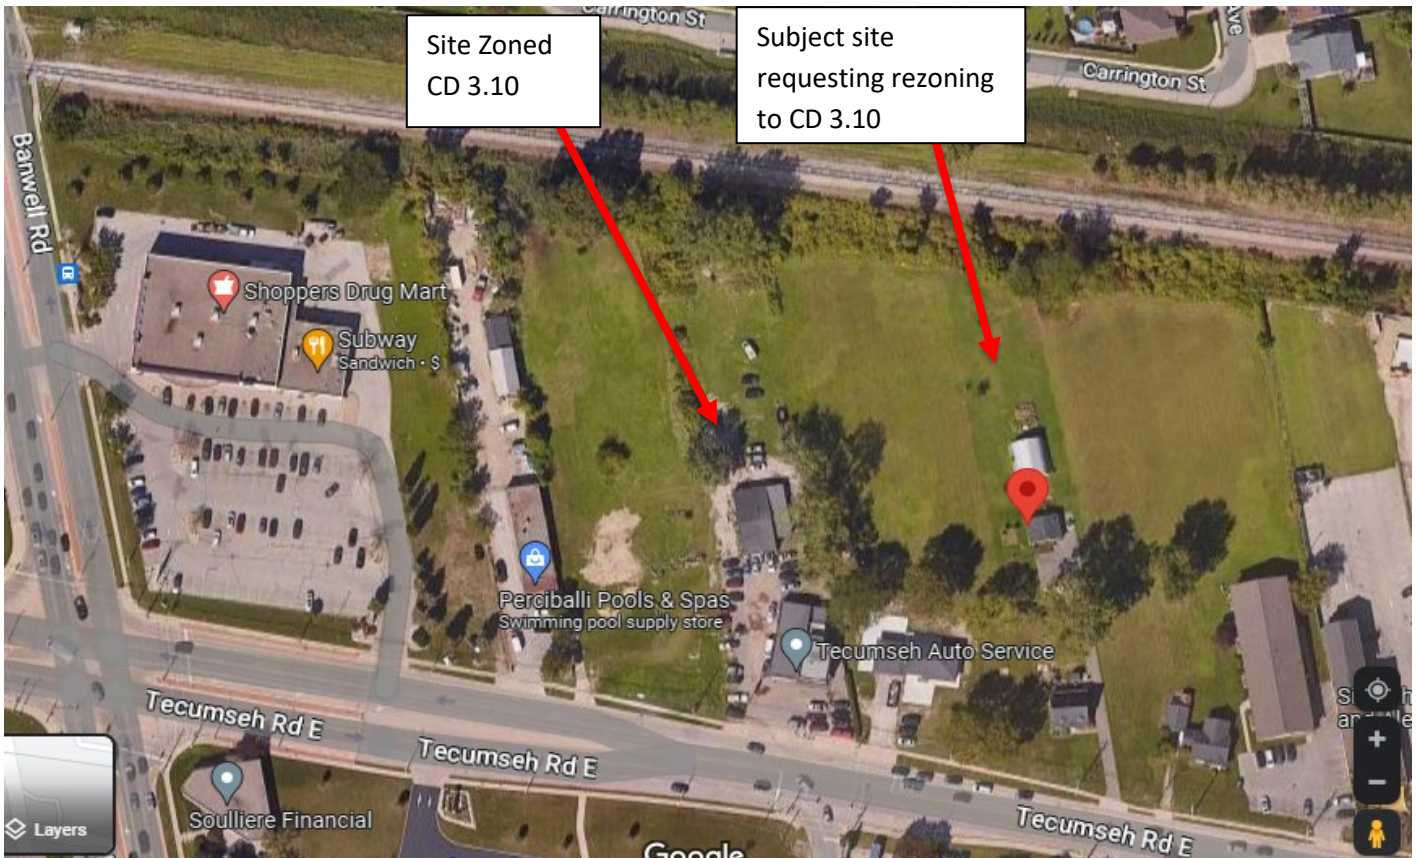 Carrington St
Site Zoned
CD 3.10
Subject site
requesting rezoning
to CD 3.10
Ave
Carrington St
Banwell Rd
Shoppers Drug Mart
Subway
Sandwich • $
Perciballi Pools & Spas
Swimming pool supply store
Tecumseh Auto Service
Tecumseh Rd E
Tecumseh Rd E
Tecumseh Rd E
Soulliere Financial
Layers
Google
+
−